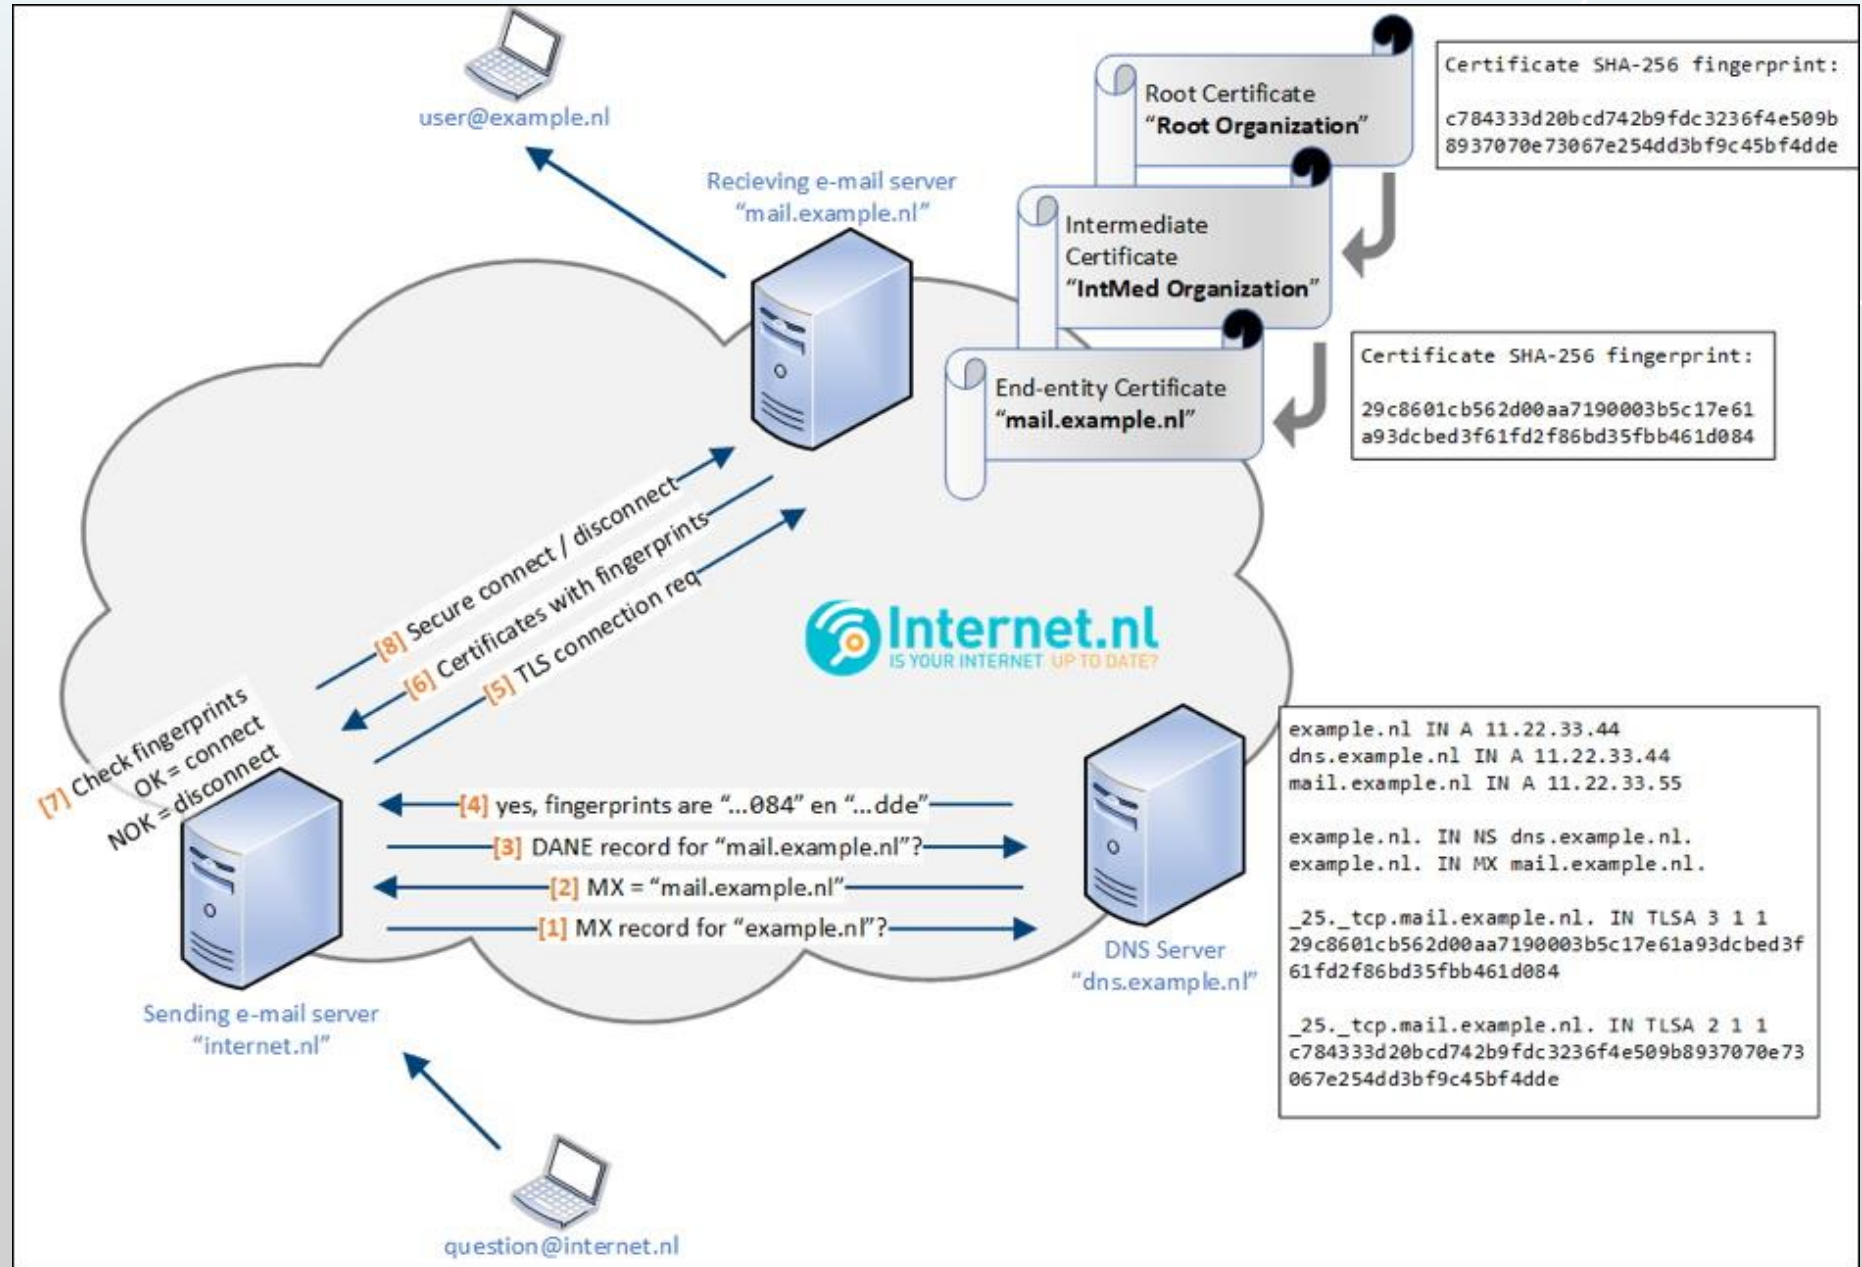 user@example.nl
Recieving e-mail server
“mail.example.nl”
Root Certificate
“Root Organization”
Certificate SHA-256 fingerprint:
c784333d20bcd742b9fdc3236f4e509b
8937070e73067e254dd3bf9c45bf4dde
Intermediate
Certificate
“IntMed Organization”
End-entity Certificate
“mail.example.nl”
Certificate SHA-256 fingerprint:
29c8601cb562d00aa7190003b5c17e61
a93dcbed3f61fd2f86bd35fbb461d084
[8] Secure connect / disconnect
[6] Certificates with fingerprints
[5] TLS connection req
Internet.nl
IS YOUR INTERNET UP TO DATE?
[7] Check fingerprints
OK = connect
NOK = disconnect
[4] yes, fingerprints are “...084” en “...dde”
[3] DANE record for “mail.example.nl”?
[2] MX = “mail.example.nl”
[1] MX record for “example.nl”?
DNS Server
“dns.example.nl”
example.nl IN A 11.22.33.44
dns.example.nl IN A 11.22.33.44
mail.example.nl IN A 11.22.33.55
example.nl. IN NS dns.example.nl.
example.nl. IN MX mail.example.nl.
_25._tcp.mail.example.nl. IN TLSA 3 1 1
29c8601cb562d00aa7190003b5c17e61a93dcbed3f
61fd2f86bd35fbb461d084
_25._tcp.mail.example.nl. IN TLSA 2 1 1
c784333d20bcd742b9fdc3236f4e509b8937070e73
067e254dd3bf9c45bf4dde
Sending e-mail server
“internet.nl”
question@internet.nl